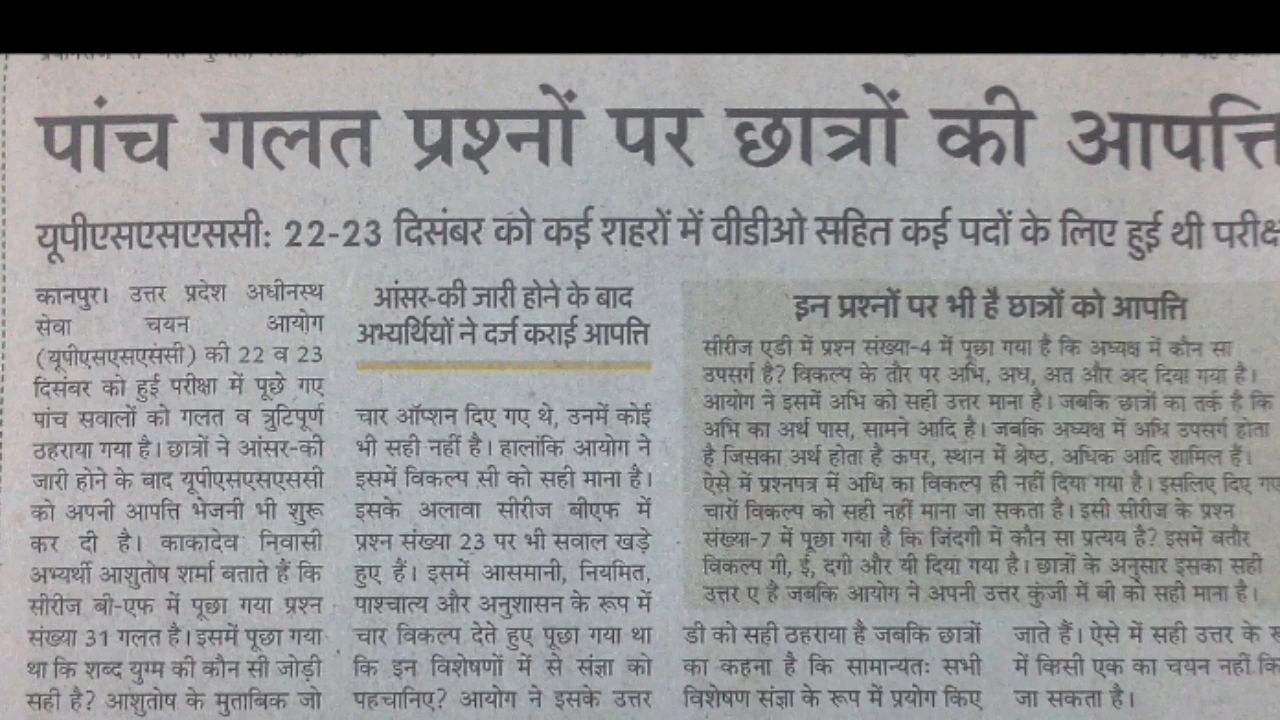 पांच गलत प्रश्नों पर छात्रों की आपत्ति
यूपीएसएसएससी: 22-23 दिसंबर को कई शहरों में वीडीओ सहित कई पदों के लिए हुई थी
कानपुर। उत्तर प्रदेश अधीनस्थ
सेवा चयन आयोग
(यूपीएसएसएससी) की 22 व 23
दिसंबर को हुई परीक्षा में पूछे गए
पांच सवालों को गलत व त्रुटिपूर्ण
ठहराया गया है। छात्रों ने आंसर-की
जारी होने के बाद यूपीएसएसएससी
को अपनी आपत्ति भेजनी भी शुरू
कर दी है। काकादेव निवासी
अभ्यर्थी आशुतोष शर्मा बताते हैं कि
सीरीज बी-एफ में पूछा गया प्रश्न
संख्या 31 गलत है। इसमें पूछा गया
था कि शब्द युग्म की कौन सी जोड़ी
सही है? आशुतोष के मुताबिक जो
आंसर-की जारी होने के बाद
अभ्यर्थियों ने दर्ज कराई आपत्ति
चार ऑप्शन दिए गए थे, उनमें कोई
भी सही नहीं है। हालांकि आयोग ने
इसमें विकल्प सी को सही माना है।
इसके अलावा सीरीज बीएफ में
प्रश्न संख्या 23 पर भी सवाल खड़े
हुए हैं। इसमें आसमानी, नियमित,
पाश्चात्य और अनुशासन के रूप में
चार विकल्प देते हुए पूछा गया था
कि इन विशेषणों में से संज्ञा को
पहचानिए? आयोग ने इसके उत्तर
इन प्रश्नों पर भी है छात्रों को आपत्ति
सीरीज एडी में प्रश्न संख्या-4 में पूछा गया है कि अध्यक्ष में कौन सा
उपसर्ग है? विकल्प के तौर पर अभि, अध, अत और अद दिया गया है।
आयोग ने इसमें अभि को सही उत्तर माना है। जबकि छात्रों का तर्क है कि
अभि का अर्थ पास, सामने आदि है। जबकि अध्यक्ष में अधि उपसर्ग होता
है जिसका अर्थ होता है ऊपर, स्थान में श्रेष्ठ, अधिक आदि शामिल हैं।
ऐसे में प्रश्नपत्र में अधि का विकल्प ही नहीं दिया गया है। इसलिए दिए गए
चारों विकल्प को सही नहीं माना जा सकता है। इसी सीरीज के प्रश्न
संख्या-7 में पूछा गया है कि जिंदगी में कौन सा प्रत्यय है? इसमें बतौर
विकल्प गी, ई, दगी और यी दिया गया है। छात्रों के अनुसार इसका सही
उत्तर ए है जबकि आयोग ने अपनी उत्तर कुंजी में बी को सही माना है।
डी को सही ठहराया है जबकि छात्रों
का कहना है कि सामान्यतः सभी
विशेषण संज्ञा के रूप में प्रयोग किए
जाते हैं। ऐसे में सही उत्तर के
में किसी एक का चयन नहीं
जा सकता है।